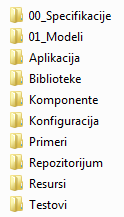 00_Specifikacije
01_Modeli
Aplikacija
Biblioteke
Komponente
Konfiguracija
Primeri
Repozitorijum
Resursi
Testovi